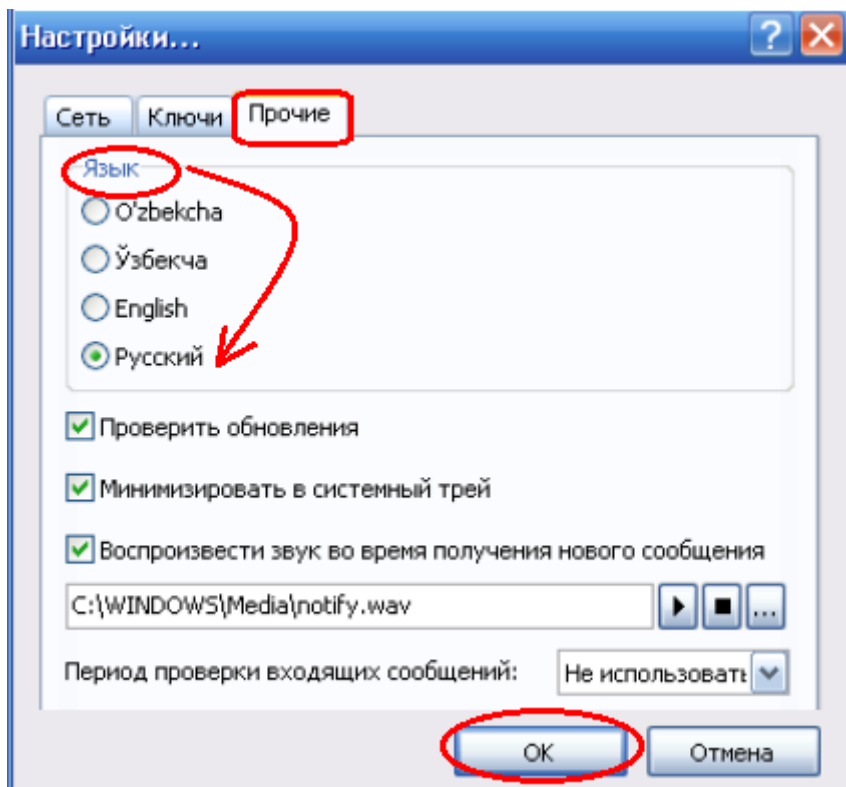 Настройки...
Сеть Ключи Прочие
Язык
O'zbekcha
Ўзбекча
English
Русский
Проверить обновления
Минимизировать в системный трей
Воспроизвести звук во время получения нового сообщения
C:\WINDOWS\Media\notify.wav ...
Период проверки входящих сообщений: Не использовать
OK Отмена